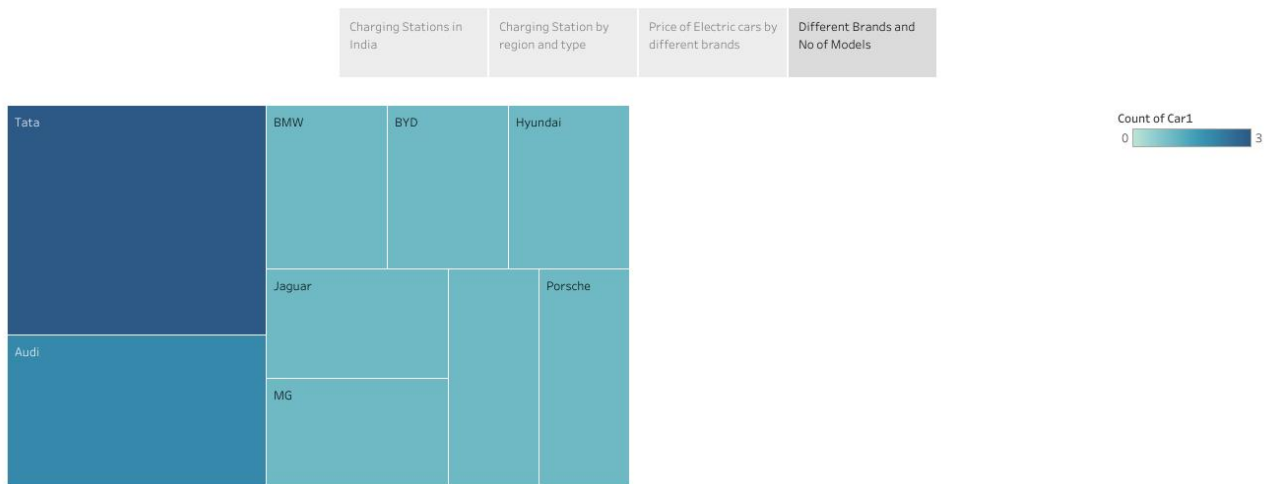 Charging Stations in
India
Charging Station by
region and type
Price of Electric cars by
different brands
Different Brands and
No of Models
Tata
BMW
BYD
Hyundai
Count of Car1
0
3
Jaguar
Porsche
Audi
MG